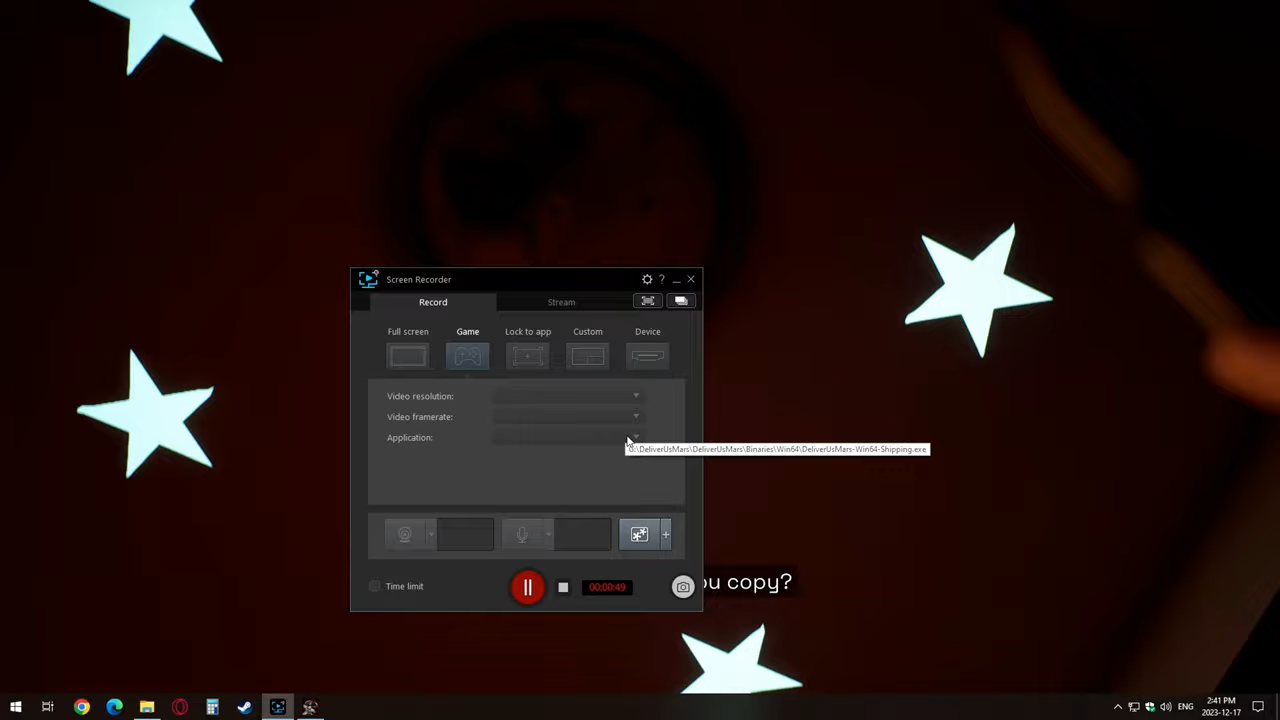 Screen Recorder
?
Record
Stream
Full screen
Game
Lock to app
Custom
Device
Video resolution:
Video framerate:
Application:
G:\DeliverUsMars\DeliverUsMars\Binaries\Win64\DeliverUsMars-Win64-Shipping.exe
Time limit
00:00:49
ou copy?
2:41 PM
ENG
2023-12-17